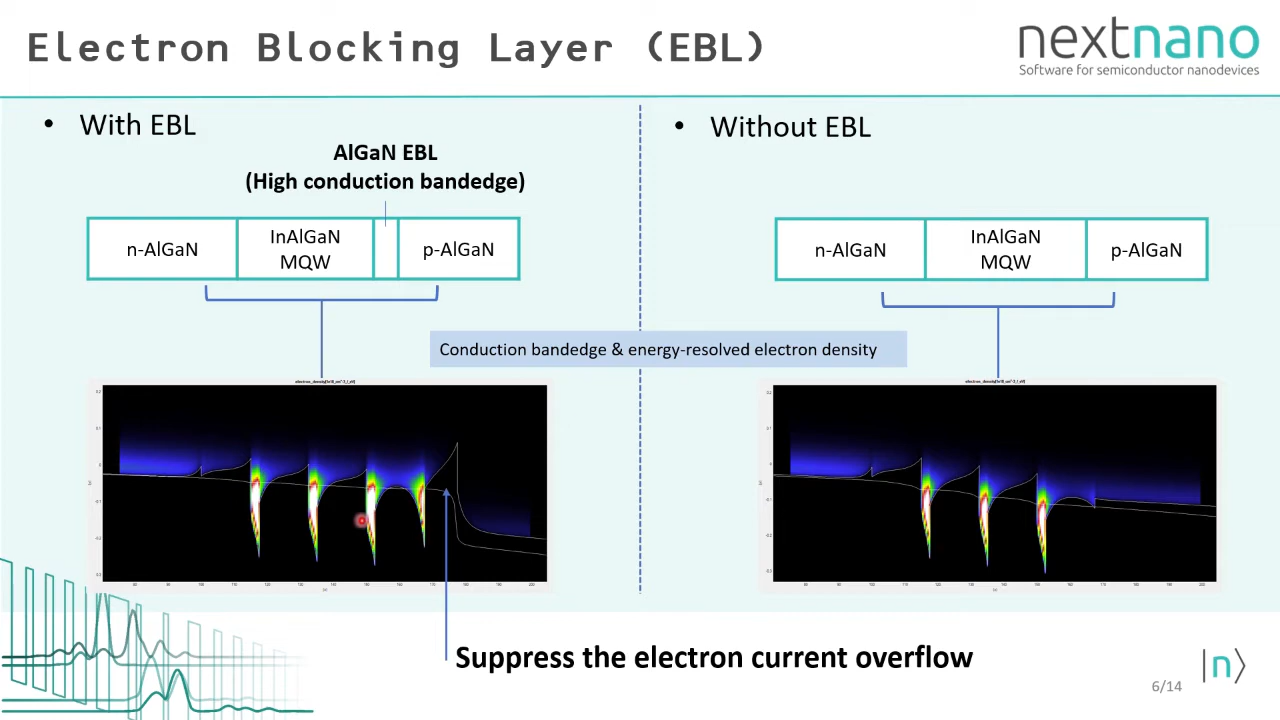 Electron Blocking Layer (EBL)
nextnano
Software for semiconductor nanodevices
• With EBL
AlGaN EBL
(High conduction bandedge)
n-AlGaN
InAlGaN
MQW
p-AlGaN
• Without EBL
n-AlGaN
InAlGaN
MQW
p-AlGaN
Conduction bandedge & energy-resolved electron density
Suppress the electron current overflow
6/14
|n⟩